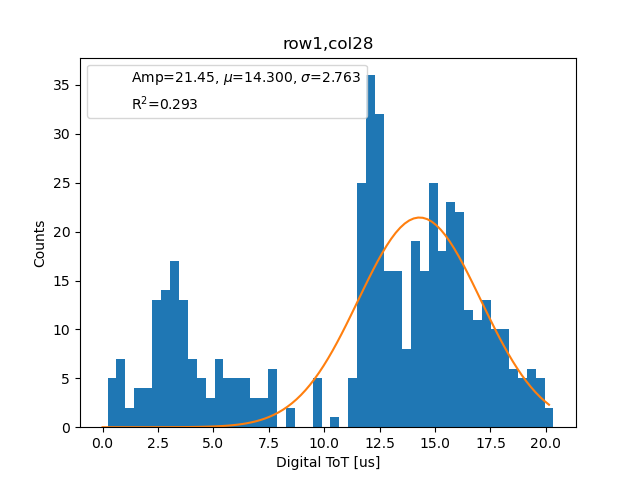 row1,col28
Amp=21.45, μ=14.300, σ=2.763
R²=0.293
35
30
25
20
15
10
5
0
Counts
0.0 2.5 5.0 7.5 10.0 12.5 15.0 17.5 20.0
Digital ToT [us]